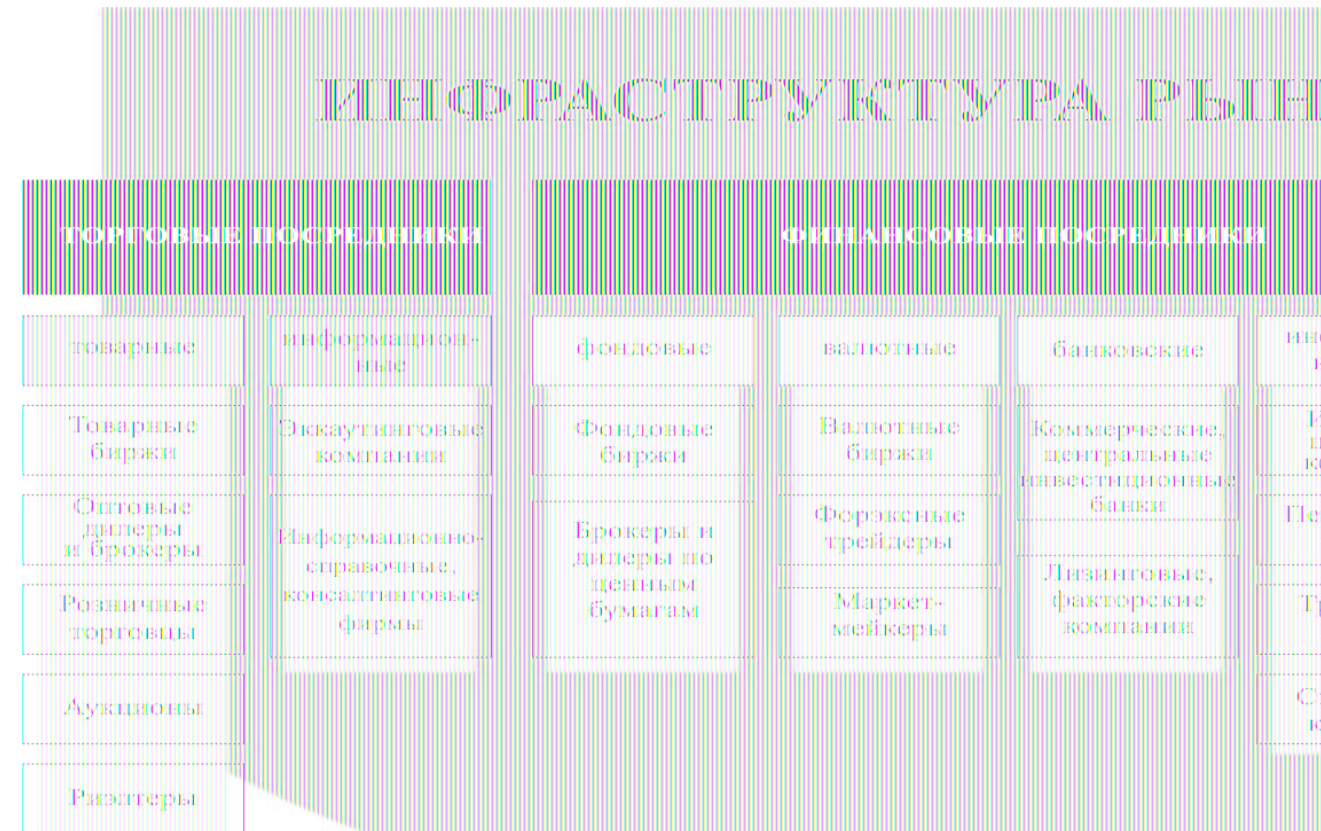 ИНФРАСТРУКТУРА РЫН
ТОРГОВЫЕ ПОСРЕДНИКИ
ФИНАНСОВЫЕ ПОСРЕДНИКИ
товарные
информацион-
ные
фондовые
валютные
банковские
Товарные
биржи
Оптовые
дилеры
и брокеры
Розничные
торговцы
Аукционы
Риэлтеры
Эккаутинговые
компании
Информационно-
справочные,
консалтинговые
фирмы
Фондовые
биржи
Брокеры и
дилеры по
ценным
бумагам
Валютные
биржи
Форэксные
трейдеры
Маркет-
мейкеры
Коммерческие,
центральные
инвестиционные
банки
Лизинговые,
факторские
компании